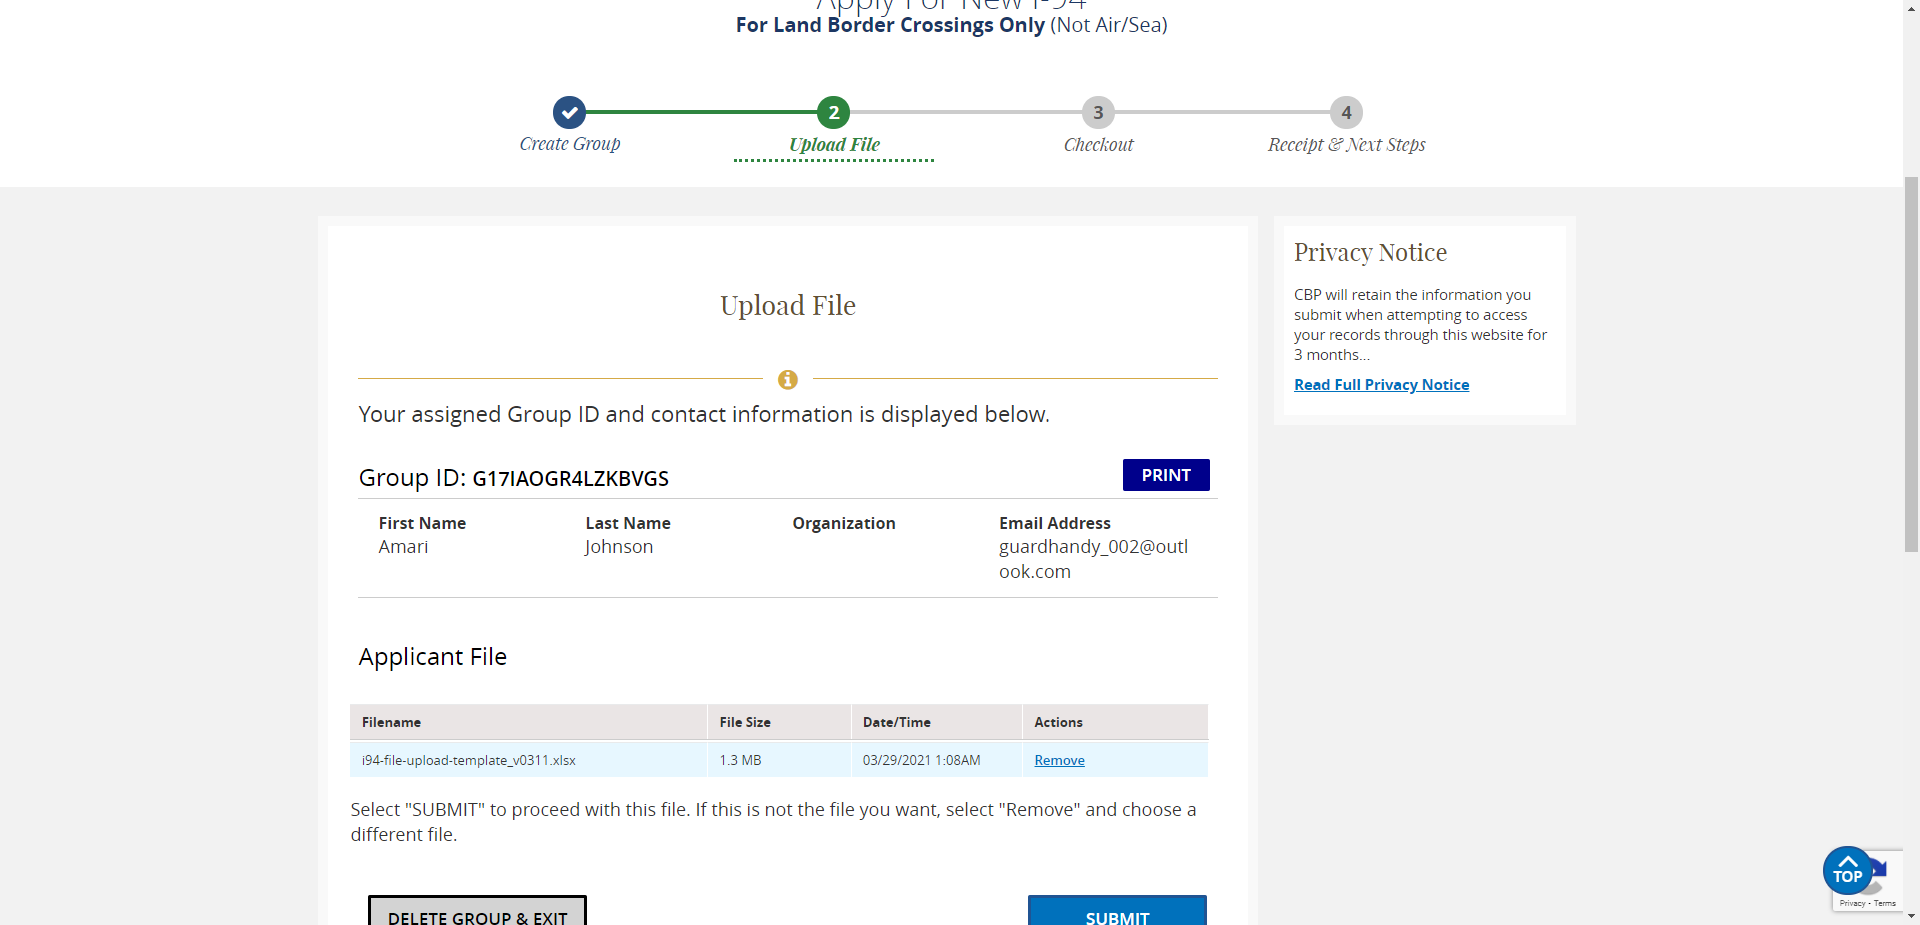 Apply For New I-94
For Land Border Crossings Only (Not Air/Sea)
2
3
4
Create Group
Upload File
Checkout
Receipt & Next Steps
Upload File
Your assigned Group ID and contact information is displayed below.
Group ID: G17IAOGR4LZKBVGS
PRINT
First Name
Last Name
Organization
Email Address
Amari
Johnson
guardhandy_002@outl
ook.com
Applicant File
Filename
File Size
Date/Time
Actions
i94-file-upload-template_v0311.xlsx
1.3 MB
03/29/2021 1:08AM
Remove
Select "SUBMIT" to proceed with this file. If this is not the file you want, select "Remove" and choose a
different file.
DELETE GROUP & EXIT
SUBMIT
Privacy Notice
CBP will retain the information you
submit when attempting to access
your records through this website for
3 months...
Read Full Privacy Notice
TOP
Privacy - Terms